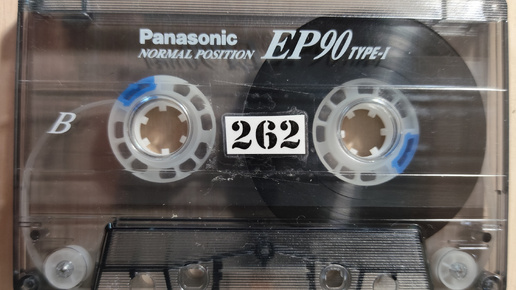 Panasonic
NORMAL POSITION
EP90 TYPE-I
B
262